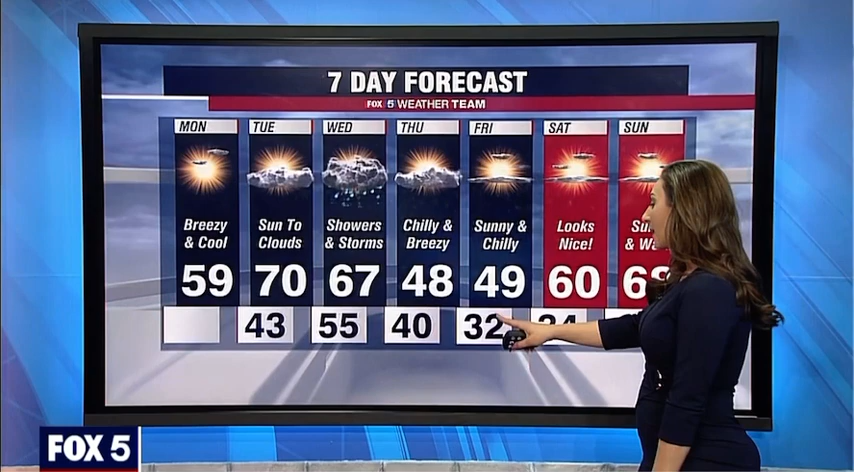 7 DAY FORECAST
FOX 5 WEATHER TEAM
MON TUE WED THU FRI SAT SUN
Breezy Sun To Showers Chilly & Sunny & Looks
& Cool Clouds & Storms Breezy Chilly Nice!
59 70 67 48 49 60
43 55 40 32
FOX 5